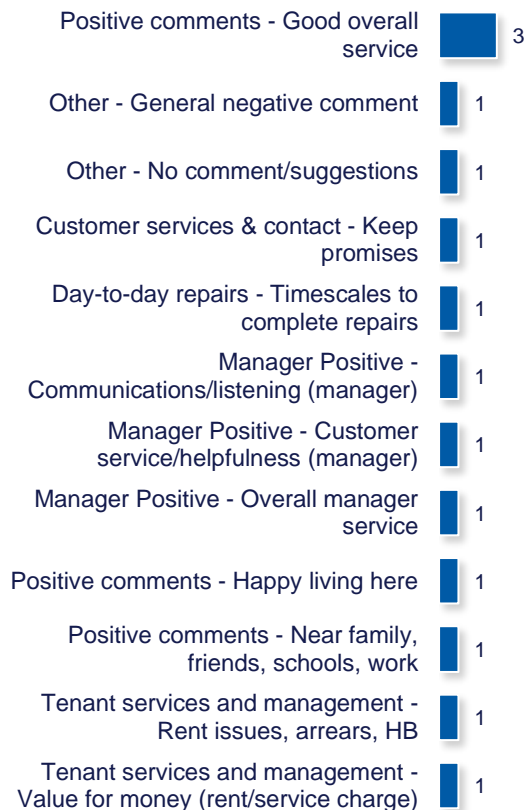 Positive comments - Good overall
service
3
Other - General negative comment
1
Other - No comment/suggestions
1
Customer services & contact - Keep
promises
1
Day-to-day repairs - Timescales to
complete repairs
1
Manager Positive -
Communications/listening (manager)
1
Manager Positive - Customer
service/helpfulness (manager)
1
Manager Positive - Overall manager
service
1
Positive comments - Happy living here
1
Positive comments - Near family,
friends, schools, work
1
Tenant services and management -
Rent issues, arrears, HB
1
Tenant services and management -
Value for money (rent/service charge)
1